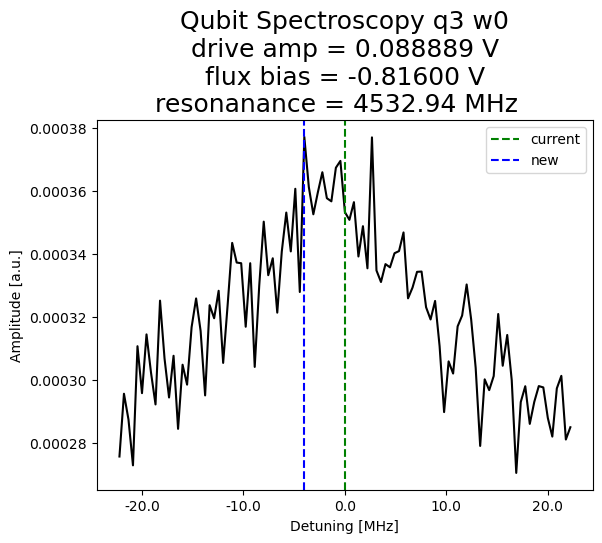 Qubit Spectroscopy q3 w0
drive amp = 0.088889 V
flux bias = -0.81600 V
resonanance = 4532.94 MHz
0.00038
0.00036
0.00034
0.00032
0.00030
0.00028
Amplitude [a.u.]
current
new
-20.0
-10.0
0.0
10.0
20.0
Detuning [MHz]